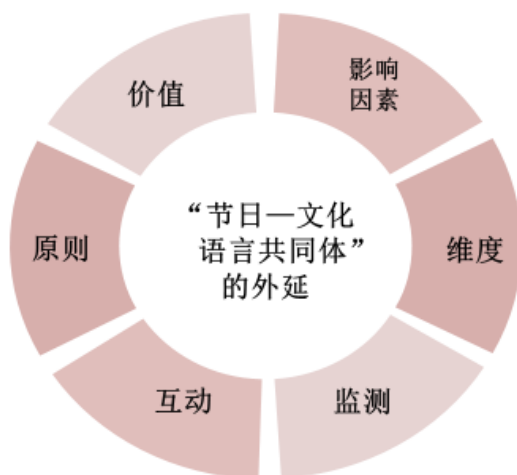 价值
影响
因素
原则
“节日—文化
语言共同体”
的外延
维度
互动
监测